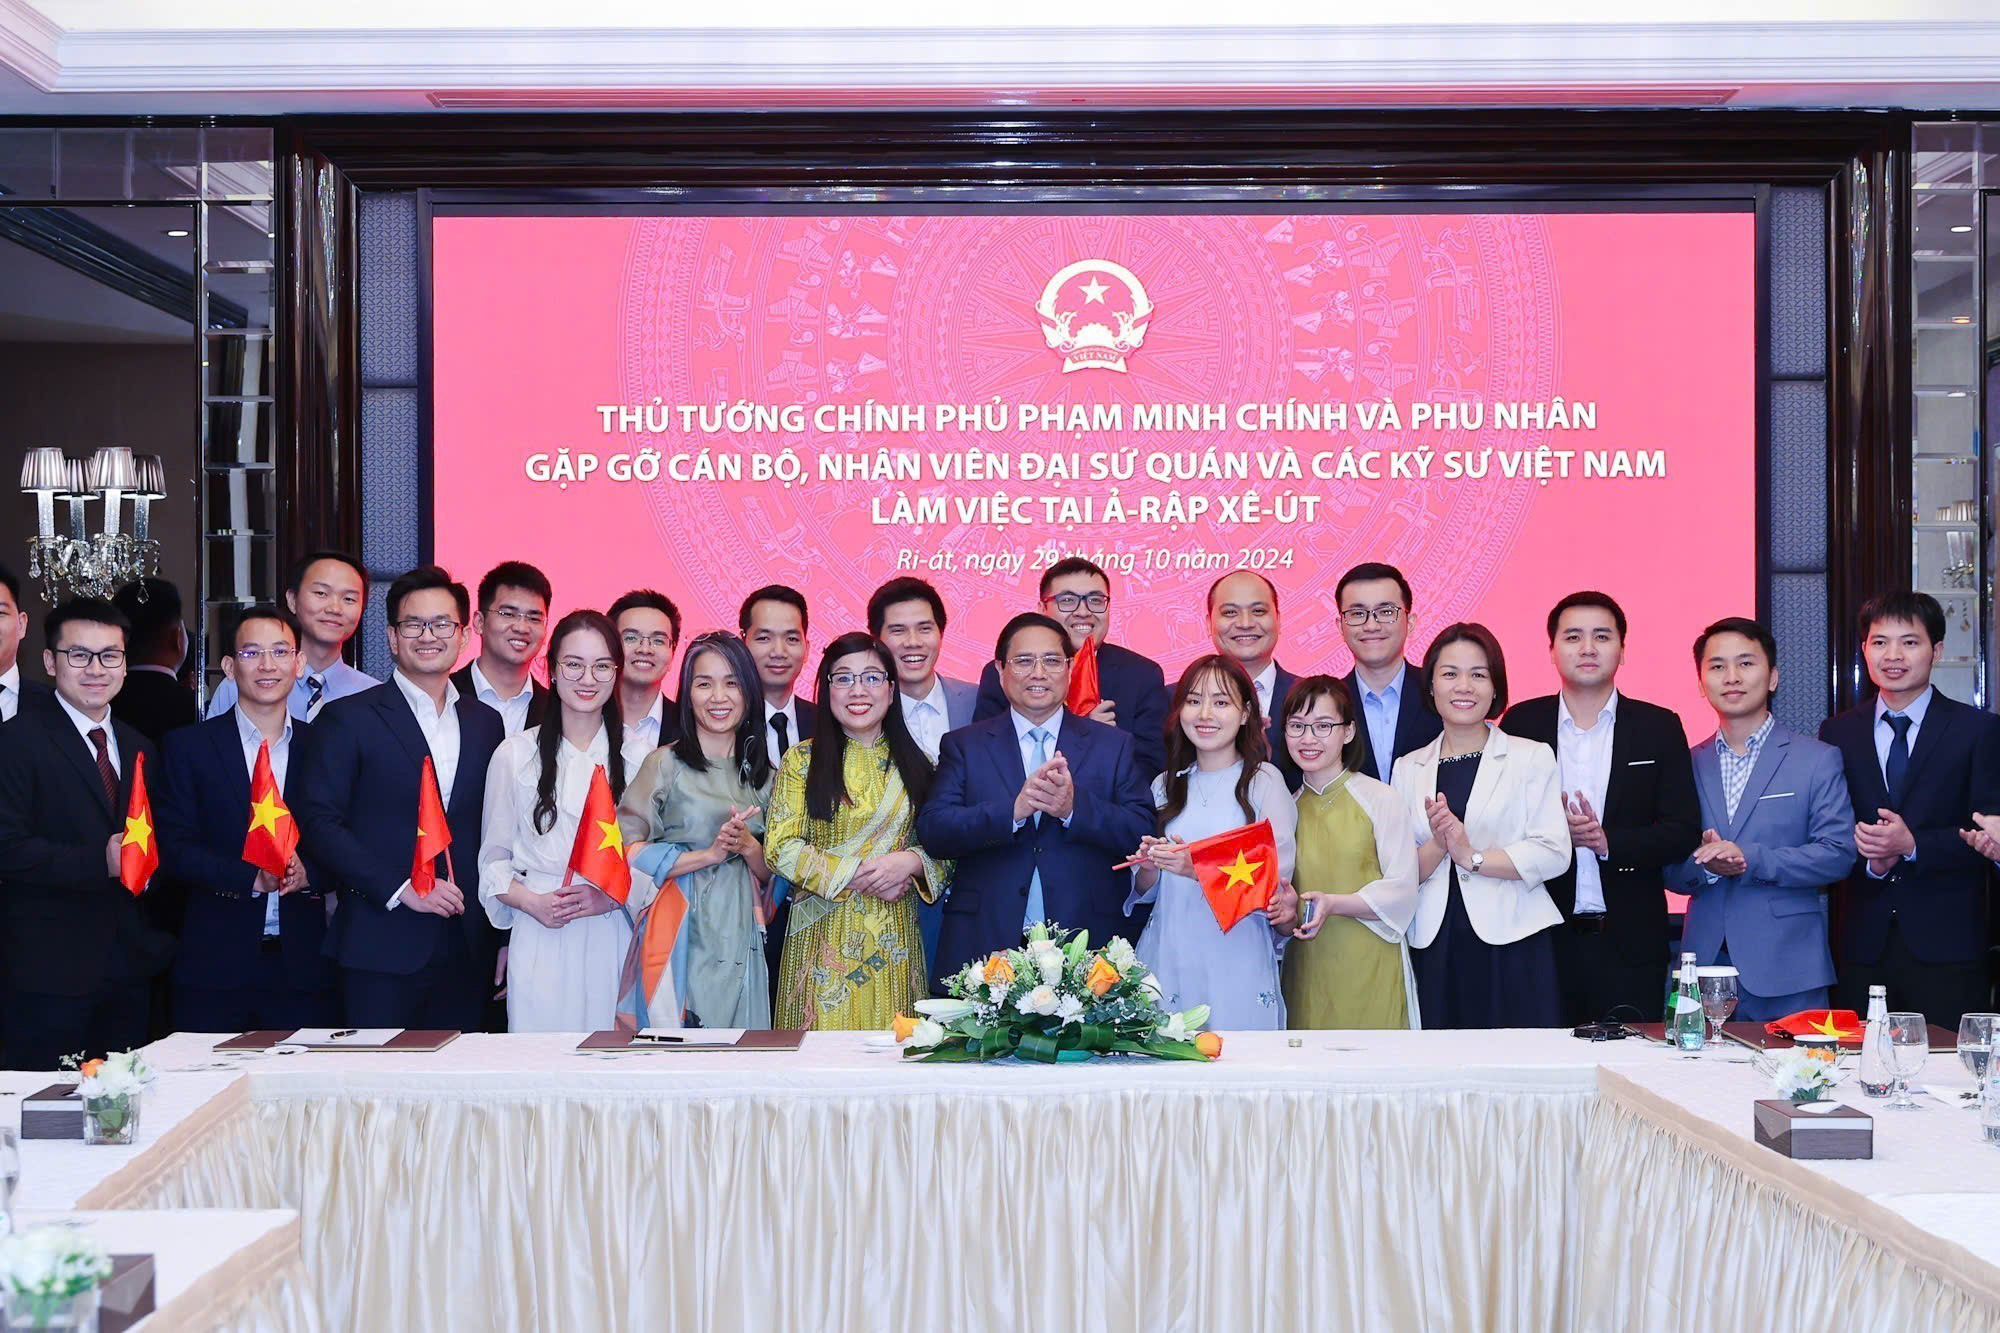 VIỆT NAM
THỦ TƯỚNG CHÍNH PHỦ PHẠM MINH CHÍNH VÀ PHU NHÂN
GẶP GỠ CÁN BỘ, NHÂN VIÊN ĐẠI SỨ QUÁN VÀ CÁC KỸ SƯ VIỆT NAM
LÀM VIỆC TẠI Ả-RẬP XÊ-ÚT
Ri-át, ngày 29 tháng 10 năm 2024